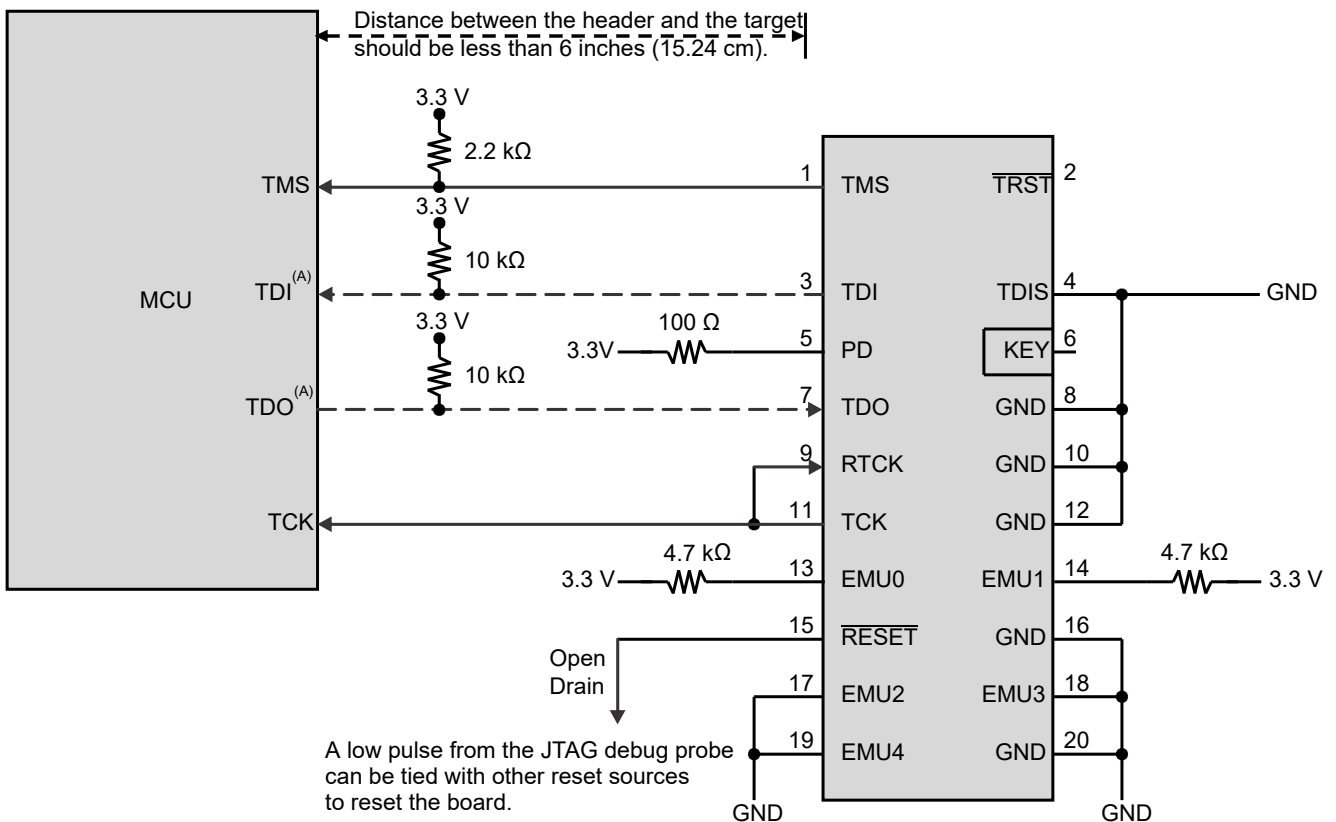 Distance between the header and the target
should be less than 6 inches (15.24 cm).
3.3 V
2.2 kΩ
TMS
1
TMS
TRST
2
3.3 V
10 kΩ
MCU
TDI(A)
3
TDI
TDIS
4
GND
3.3 V
10 kΩ
100 Ω
3.3V
5
PD
KEY
6
TDO(A)
7
TDO
GND
8
9
RTCK
GND
10
TCK
11
TCK
GND
12
4.7 kΩ
3.3 V
13
EMU0
EMU1
14
4.7 kΩ
3.3 V
15
RESET
GND
16
Open
Drain
17
EMU2
EMU3
18
A low pulse from the JTAG debug probe
can be tied with other reset sources
to reset the board.
19
EMU4
GND
20
GND
GND